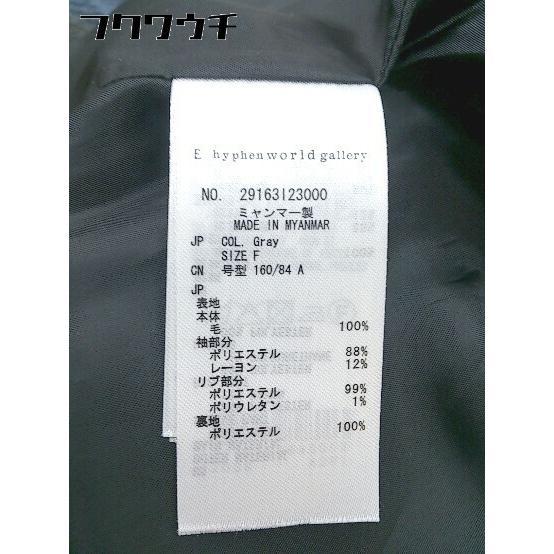 フクワウチ
E hyphen world gallery
NO. 29163I23000
ミャンマー製
MADE IN MYANMAR
JP COL. Gray
SIZE F
CN 号型 160/84 A
JP
表地
本体
毛 100%
袖部分
ポリエステル 88%
レーヨン 12%
リブ部分
ポリエステル 99%
ポリウレタン 1%
裏地
ポリエステル 100%